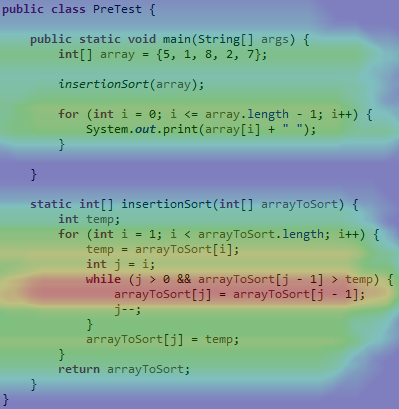 public class PreTest {
public static void main(String[] args) {
int[] array = {5, 1, 8, 2, 7};
insertionSort(array);
for (int i = 0; i <= array.length - 1; i++) {
System.out.print(array[i] + " ");
}
}
static int[] insertionSort(int[] arrayToSort) {
int temp;
for (int i = 1; i < arrayToSort.length; i++) {
temp = arrayToSort[i];
int j = i;
while (j > 0 && arrayToSort[j - 1] > temp) {
arrayToSort[j] = arrayToSort[j - 1];
j--;
}
arrayToSort[j] = temp;
}
return arrayToSort;
}
}